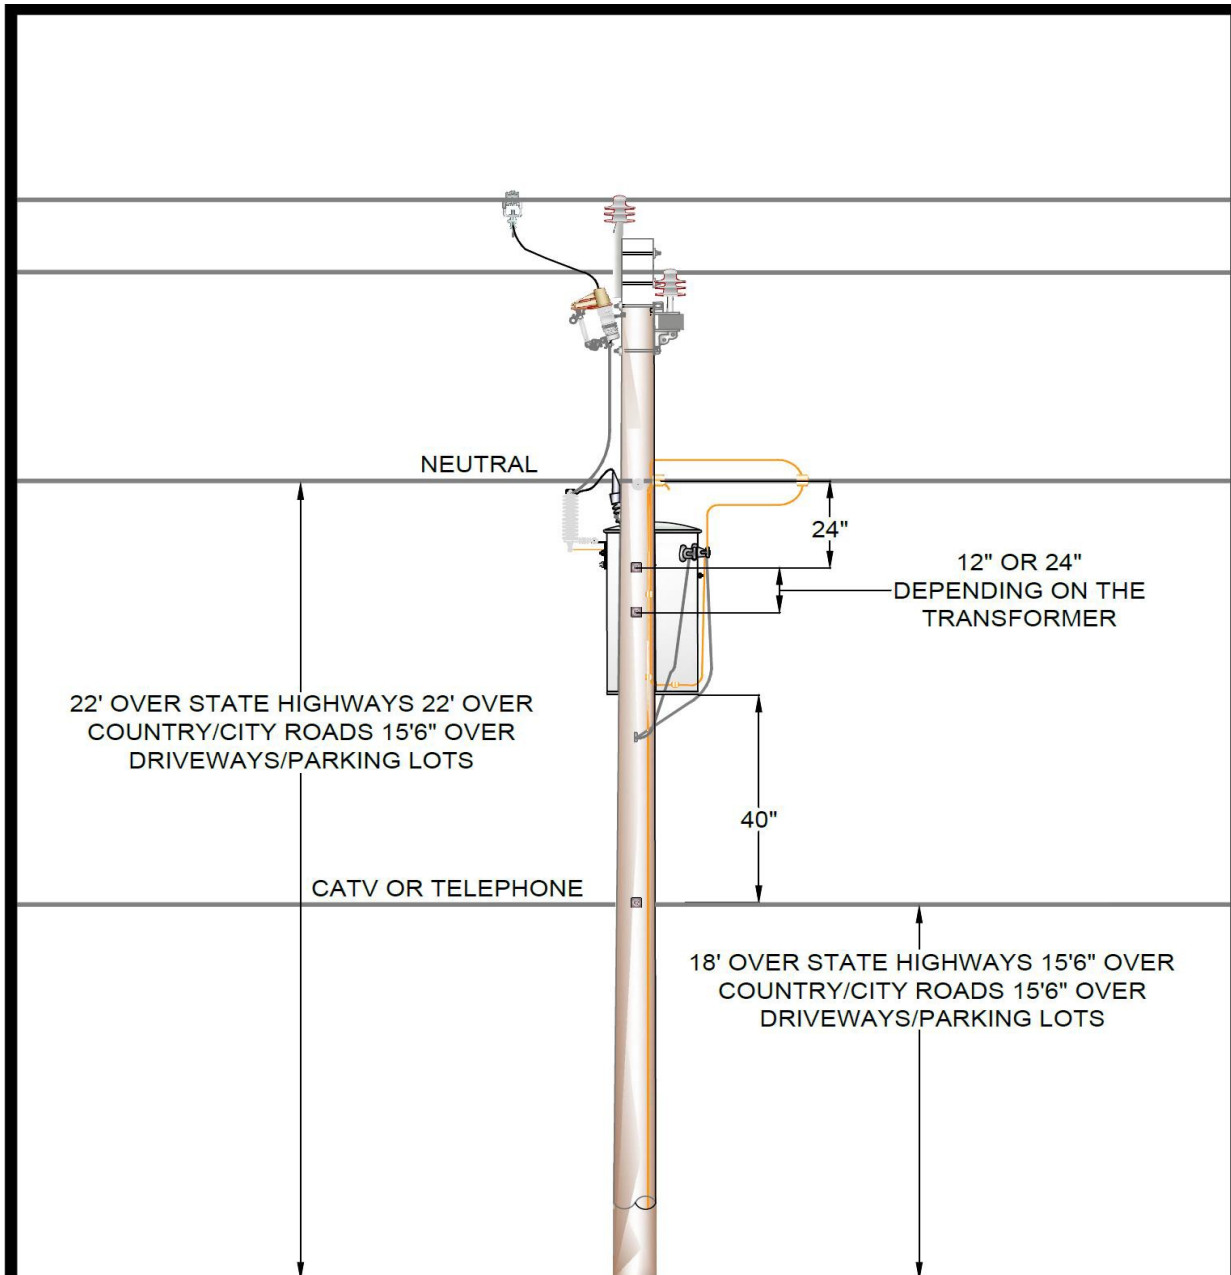 NEUTRAL
24"
12" OR 24"
DEPENDING ON THE
TRANSFORMER
22' OVER STATE HIGHWAYS 22' OVER
COUNTRY/CITY ROADS 15'6" OVER
DRIVEWAYS/PARKING LOTS
40"
CATV OR TELEPHONE
18' OVER STATE HIGHWAYS 15'6" OVER
COUNTRY/CITY ROADS 15'6" OVER
DRIVEWAYS/PARKING LOTS